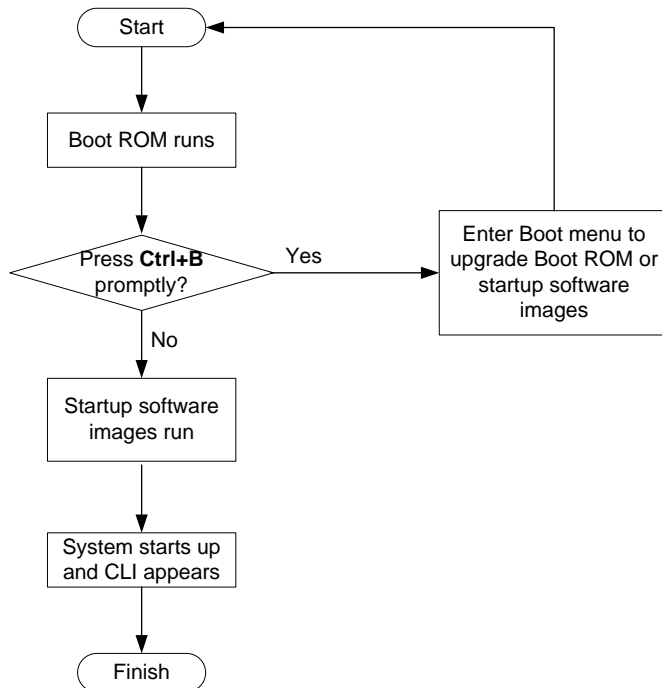 Start
Boot ROM runs
Press Ctrl+B
promptly?
Yes
Enter Boot menu to
upgrade Boot ROM or
startup software
images
No
Startup software
images run
System starts up
and CLI appears
Finish